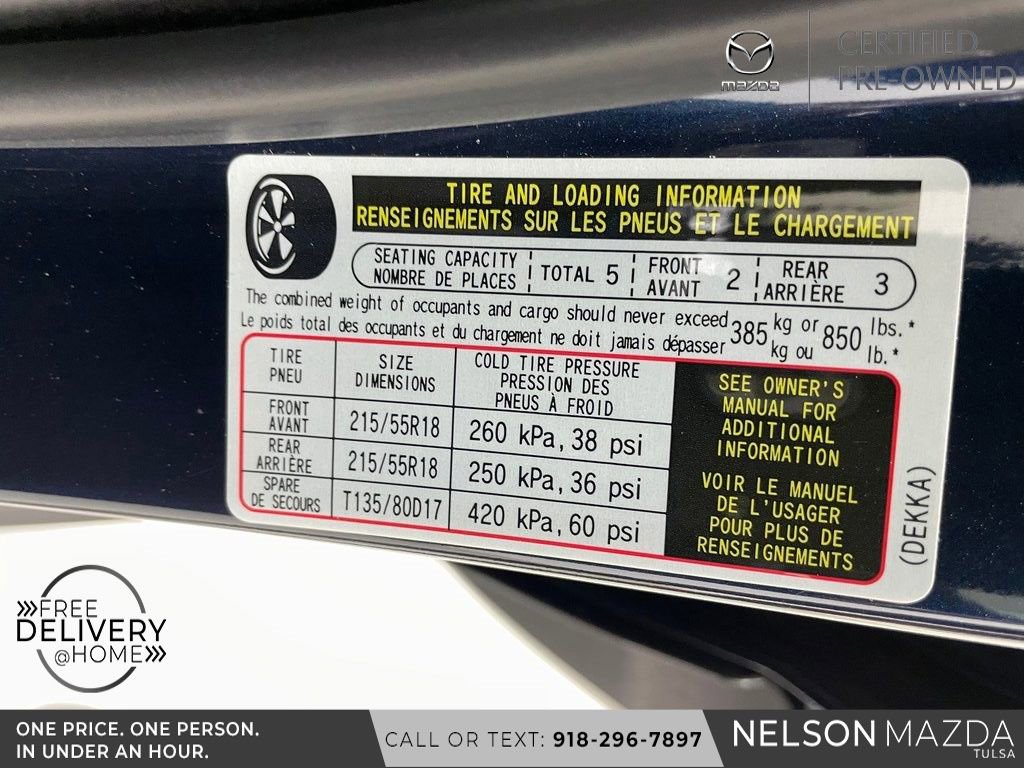 mazda
CERTIFIED
PRE-OWNED
TIRE AND LOADING INFORMATION
RENSEIGNEMENTS SUR LES PNEUS ET LE CHARGEMENT
SEATING CAPACITY
NOMBRE DE PLACES
TOTAL 5
FRONT
AVANT
2
REAR
ARRIÈRE
3
The combined weight of occupants and cargo should never exceed 385 kg or 850 lbs.*
Le poids total des occupants et du chargement ne doit jamais dépasser kg ou lb.*
TIRE
PNEU
SIZE
DIMENSIONS
COLD TIRE PRESSURE
PRESSION DES
PNEUS À FROID
FRONT
AVANT
215/55R18
260 kPa, 38 psi
REAR
ARRIÈRE
215/55R18
250 kPa, 36 psi
SPARE
DE SECOURS
T135/80D17
420 kPa, 60 psi
SEE OWNER'S
MANUAL FOR
ADDITIONAL
INFORMATION
VOIR LE MANUEL
DE L'USAGER
POUR PLUS DE
RENSEIGNEMENTS
(DEKKA)
FREE
DELIVERY
@HOME
ONE PRICE. ONE PERSON.
IN UNDER AN HOUR.
CALL OR TEXT: 918-296-7897
NELSON MAZDA
TULSA